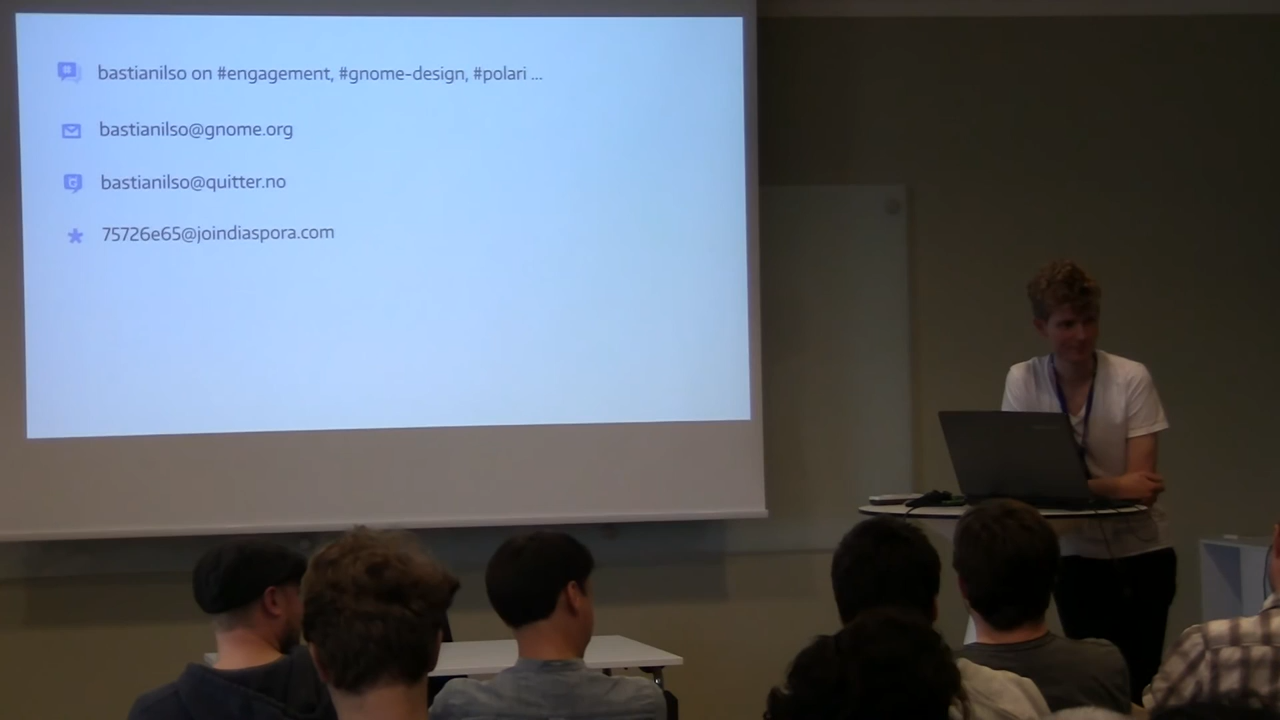 bastianilso on #engagement, #gnome-design, #polari ...
bastianilso@gnome.org
bastianilso@quitter.no
75726e65@joindiaspora.com